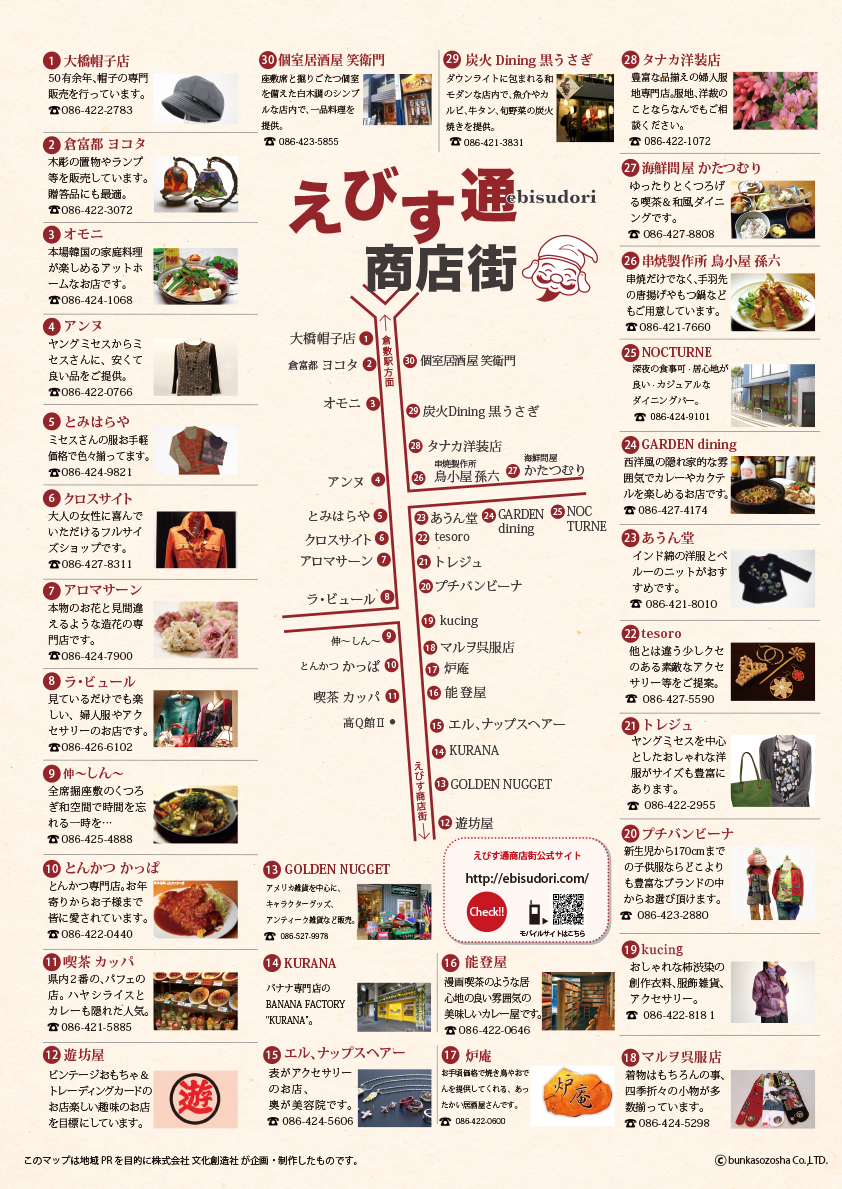 1 大橋帽子店
50有余年、帽子の専門
販売を行っています。
☎086-422-2783
2 倉富都 ヨコタ
木彫の置物やランプ
等を販売しています。
贈答品にも最適。
☎086-422-3072
3 オモニ
本場韓国の家庭料理
が楽しめるアットホ
ームなお店です。
☎086-424-1068
4 アンヌ
ヤングミセスからミ
セスさんに、安くて
良い品をご提供。
☎086-422-0766
5 とみはらや
ミセスさんの服お手軽
価格で色々揃ってます。
☎086-424-9821
6 クロスサイト
大人の女性に喜んで
いただけるフルサイ
ズショップです。
☎086-427-8311
7 アロマサーン
本物のお花と見間違
えるような造花の専
門店です。
☎086-424-7900
8 ラ・ビュール
見ているだけでも楽
しい、婦人服やアク
セサリーのお店です。
☎086-426-6102
9 伸〜しん〜
全席掘座敷のくつろ
ぎ和空間で時間を忘
れる一時を…
☎086-425-4888
10 とんかつ かっぱ
とんかつ専門店。お年
寄りからお子様まで
皆に愛されています。
☎086-422-0440
11 喫茶 カッパ
県内２番の、パフェの
店。ハヤシライスと
カレーも隠れた人気。
☎086-421-5885
12 遊坊屋
ビンテージおもちゃ＆
トレーディングカードの
お店楽しい趣味のお店
を目標にしています。
遊
30 個室居酒屋 笑衛門
座敷席と掘りごたつ個室
を備えた白木調のシンプ
ルな店内で、一品料理を
提供。
☎ 086-423-5855
29 炭火 Dining 黒うさぎ
ダウンライトに包まれる和
モダンな店内で、魚介やカ
ルビ、牛タン、旬野菜の炭火
焼きを提供。
☎ 086-421-3831
えびす通
ebisudori
商店街
倉敷駅方面
大橋帽子店 1
倉富都 ヨコタ 2
30 個室居酒屋 笑衛門
オモニ 3
29 炭火Dining 黒うさぎ
28 タナカ洋装店
串焼製作所
26 鳥小屋 孫六
海鮮問屋
27 かたつむり
アンヌ 4
とみはらや 5
23 あうん堂
24 GARDEN
dining
25 NOC
TURNE
クロスサイト 6
22 tesoro
アロマサーン 7
21 トレジュ
20 プチバンビーナ
ラ・ビュール 8
19 kucing
伸〜しん〜 9
18 マルヲ呉服店
とんかつ かっぱ 10
17 炉庵
喫茶 カッパ 11
16 能登屋
高Q館Ⅱ ●
15 エル、ナップスヘアー
14 KURANA
えびす商店街
13 GOLDEN NUGGET
12 遊坊屋
えびす通商店街公式サイト
http://ebisudori.com/
Check!!
モバイルサイトはこちら
13 GOLDEN NUGGET
アメリカ雑貨を中心に、
キャラクターグッズ、
アンティーク雑貨など販売。
☎ 086-527-9978
14 KURANA
バナナ専門店の
BANANA FACTORY
"KURANA"。
15 エル、ナップスヘアー
表がアクセサリー
のお店、
奥が美容院です。
☎ 086-424-5606
16 能登屋
漫画喫茶のような居
心地の良い雰囲気の
美味しいカレー屋です。
☎086-422-0646
17 炉庵
お手頃価格で焼き鳥やおで
んを提供してくれる、あっ
たかい居酒屋さんです。
☎ 086-422-0600
炉庵
28 タナカ洋装店
豊富な品揃えの婦人服
地専門店。服地、洋裁の
ことならなんでもご相
談ください。
☎ 086-422-1072
27 海鮮問屋 かたつむり
ゆったりとくつろげ
る喫茶＆和風ダイニ
ングです。
☎ 086-427-8808
26 串焼製作所 鳥小屋 孫六
串焼だけでなく、手羽先
の唐揚げやもつ鍋など
もご用意しています。
☎086-421-7660
25 NOCTURNE
深夜の食事可・居心地が
良い・カジュアルな
ダイニングバー。
☎ 086-424-9101
24 GARDEN dining
西洋風の隠れ家的な雰
囲気でカレーやカクテ
ルを楽しめるお店です。
☎086-427-4174
23 あうん堂
インド綿の洋服とペ
ルーのニットがおす
すめです。
☎ 086-421-8010
22 tesoro
他とは違う少しクセ
のある素敵なアクセ
サリー等をご提案。
☎ 086-427-5590
21 トレジュ
ヤングミセスを中心
としたおしゃれな洋
服がサイズも豊富に
あります。
☎ 086-422-2955
20 プチバンビーナ
新生児から170cmまで
の子供服ならどこより
も豊富なブランドの中
からお選び頂けます。
☎ 086-423-2880
19 kucing
おしゃれな柿渋染の
創作衣料、服飾雑貨、
アクセサリー。
☎ 086-422-818 1
18 マルヲ呉服店
着物はもちろんの事、
四季折々の小物が多
数揃っています。
☎086-424-5298
このマップは地域 PR を目的に株式会社 文化創造社 が企画・制作したものです。
©bunkasozosha Co.,LTD.